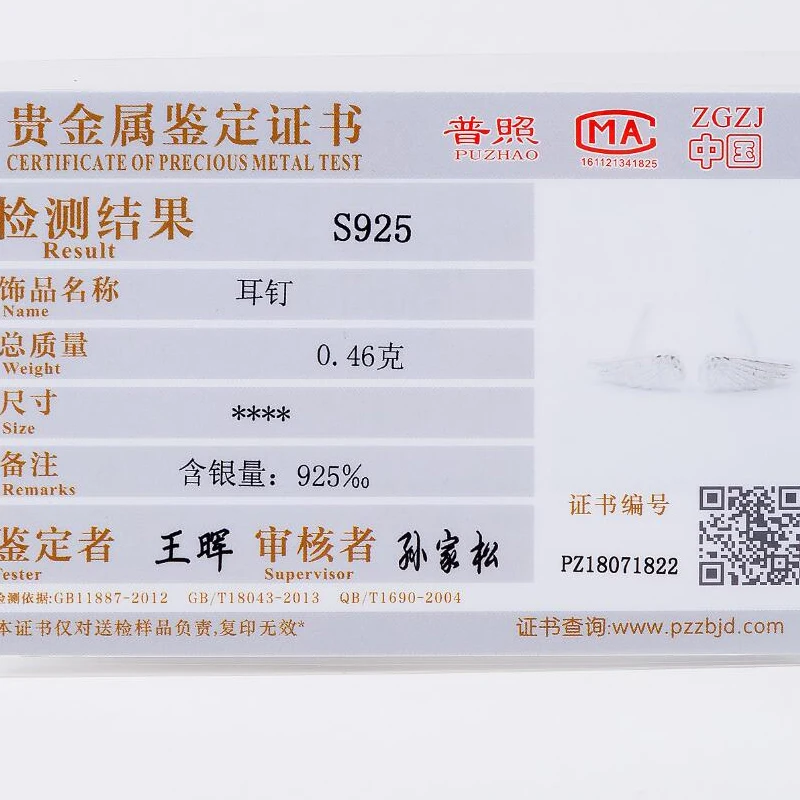 贵金属鉴定证书
CERTIFICATE OF PRECIOUS METAL TEST
普照
PUZHAO
MA
161121341825
ZGZJ
中国
检测结果
Result
S925
饰品名称
Name
耳钉
总质量
Weight
0.46克
尺寸
Size
****
备注
Remarks
含银量：925‰
鉴定者
Tester
王晖
审核者
Supervisor
孙家松
证书编号
PZ18071822
检测依据:GB11887-2012 GB/T18043-2013 QB/T1690-2004
本证书仅对送检样品负责,复印无效*
证书查询:www.pzzbjd.com